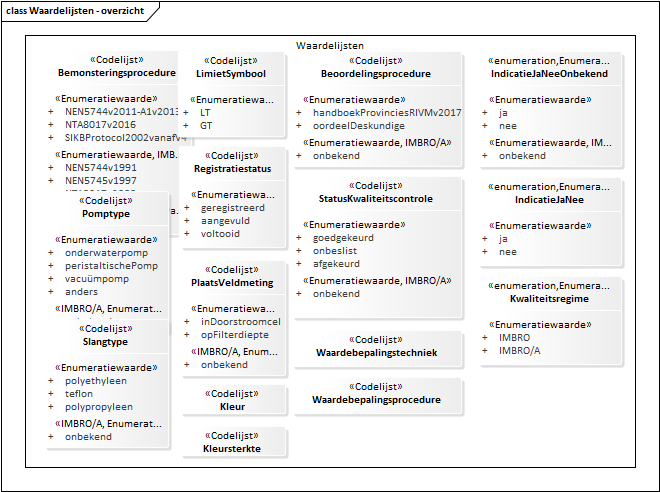 class Waardelijsten - overzicht
Waardelijsten
«Codelijst»
Bemonsteringsprocedure
«Enumeratiewaarde»
+ NEN5744v2011-A1v2013
+ NTA8017v2016
+ SIKBProtocol2002vanafv4
«Enumeratiewaarde, IMB...
+ NEN5744v1991
+ NEN5745v1997
«Codelijst»
Pomptype
«Enumeratiewaarde»
+ onderwaterpomp
+ peristaltischePomp
+ vacuümpomp
+ anders
«IMBRO/A, Enumerat...
«Codelijst»
Slangtype
«Enumeratiewaarde»
+ polyethyleen
+ teflon
+ polypropyleen
«IMBRO/A, Enumerat...
+ onbekend
«Codelijst»
LimietSymbool
«Enumeratiewa...
+ LT
+ GT
«Codelijst»
Registratiestatus
«Enumeratiewa...
+ geregistreerd
+ aangevuld
+ voltooid
«Codelijst»
PlaatsVeldmeting
«Enumeratiewaarde»
+ inDoorstroomcel
+ opFilterdiepte
«IMBRO/A, Enum...
+ onbekend
«Codelijst»
Kleur
«Codelijst»
Kleursterkte
«Codelijst»
Beoordelingsprocedure
«Enumeratiewaarde»
+ handboekProvinciesRIVMv2017
+ oordeelDeskundige
«Enumeratiewaarde, IMBRO/A»
+ onbekend
«Codelijst»
StatusKwaliteitscontrole
«Enumeratiewaarde»
+ goedgekeurd
+ onbeslist
+ afgekeurd
«Enumeratiewaarde, IMBRO/A»
+ onbekend
«Codelijst»
Waardebepalingstechniek
«Codelijst»
Waardebepalingsprocedure
«enumeration,Enumera...
IndicatieJaNeeOnbekend
«Enumeratiewaarde»
+ ja
+ nee
«Enumeratiewaarde, IM...
+ onbekend
«enumeration,Enumera...
IndicatieJaNee
«Enumeratiewaarde»
+ ja
+ nee
«enumeration,Enumera...
Kwaliteitsregime
«Enumeratiewaarde»
+ IMBRO
+ IMBRO/A